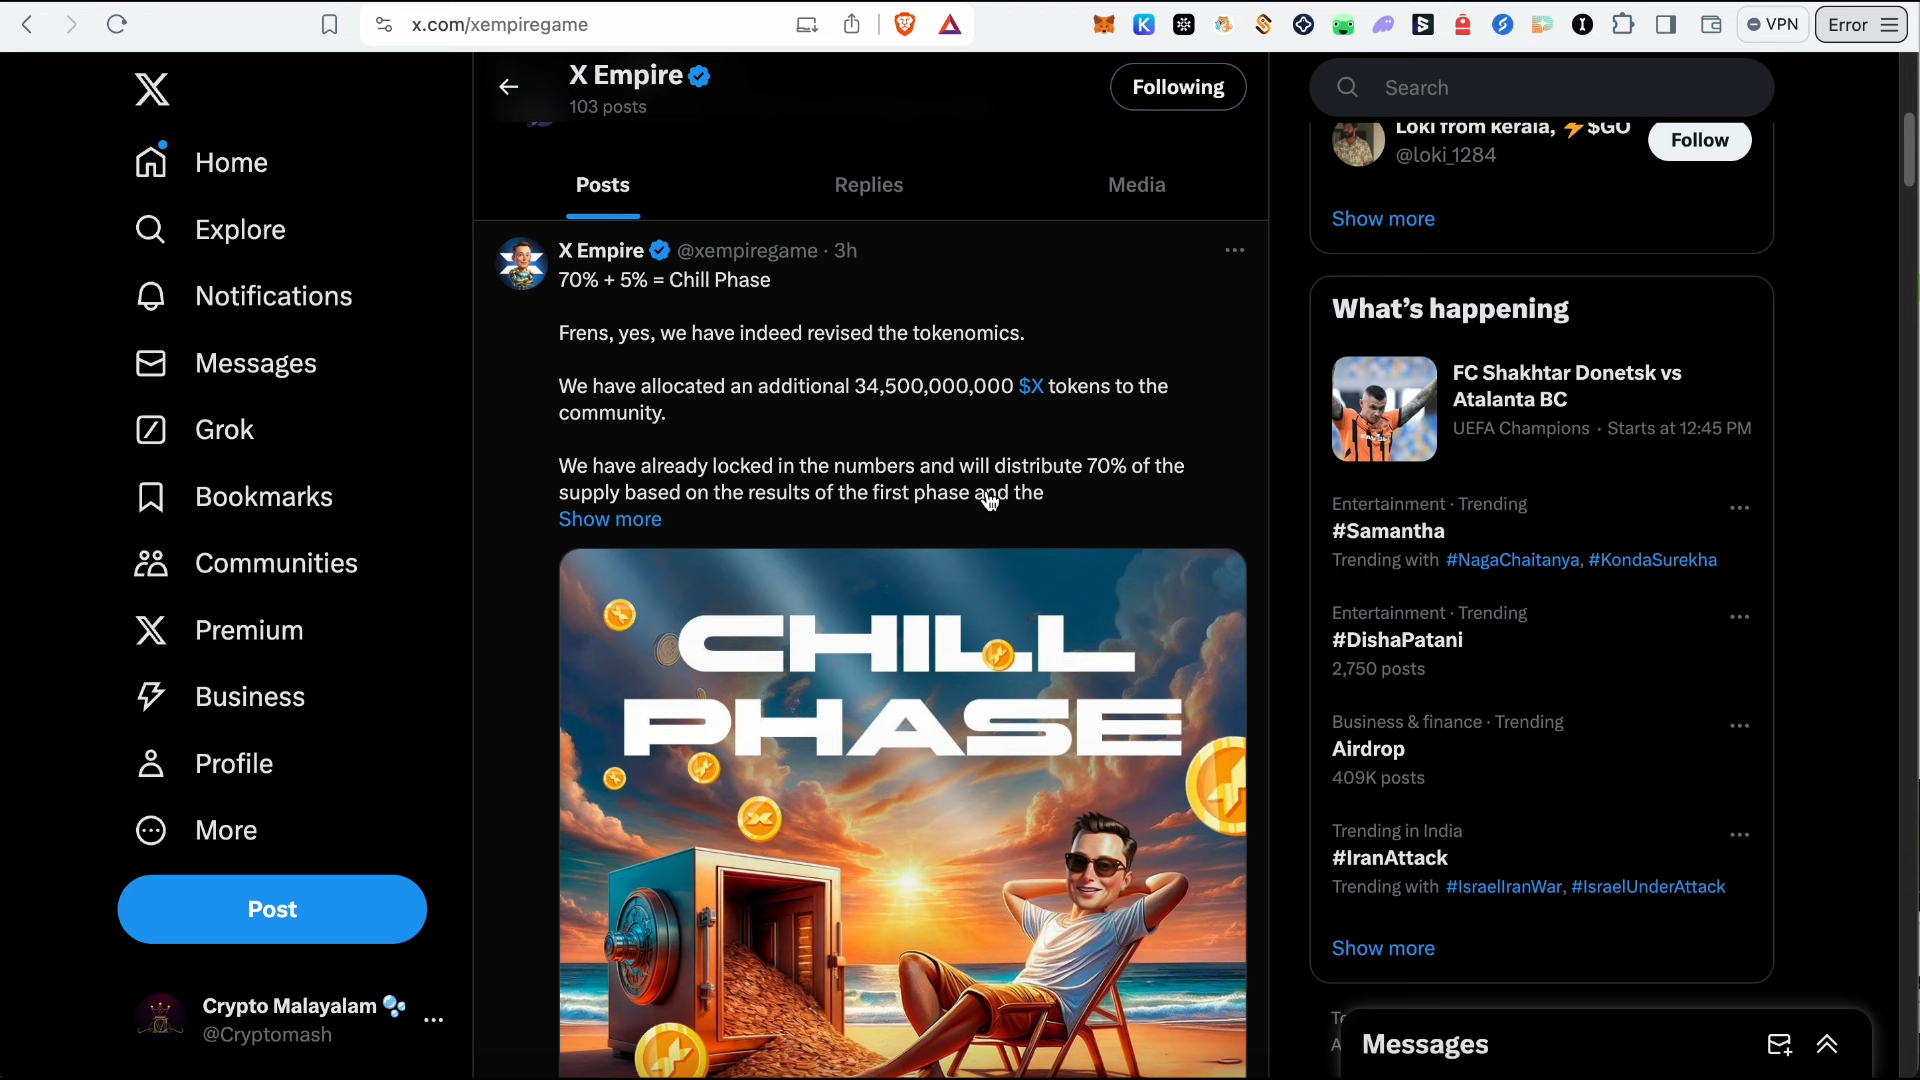 x.com/xempiregame
VPN
Error
X Empire
103 posts
Following
Search
Home
Explore
Notifications
Messages
Grok
Bookmarks
Communities
Premium
Business
Profile
More
Post
Crypto Malayalam
@Cryptomash
Posts
Replies
Media
X Empire @xempiregame · 3h
70% + 5% = Chill Phase
Frens, yes, we have indeed revised the tokenomics.
We have allocated an additional 34,500,000,000 $X tokens to the
community.
We have already locked in the numbers and will distribute 70% of the
supply based on the results of the first phase and the
Show more
CHILL
PHASE
Loki from kerala, ⚡$GO
@loki_1284
Follow
Show more
What's happening
FC Shakhtar Donetsk vs
Atalanta BC
UEFA Champions · Starts at 12:45 PM
Entertainment · Trending
#Samantha
Trending with #NagaChaitanya, #KondaSurekha
Entertainment · Trending
#DishaPatani
2,750 posts
Business & finance · Trending
Airdrop
409K posts
Trending in India
#IranAttack
Trending with #IsraelIranWar, #IsraelUnderAttack
Show more
Messages